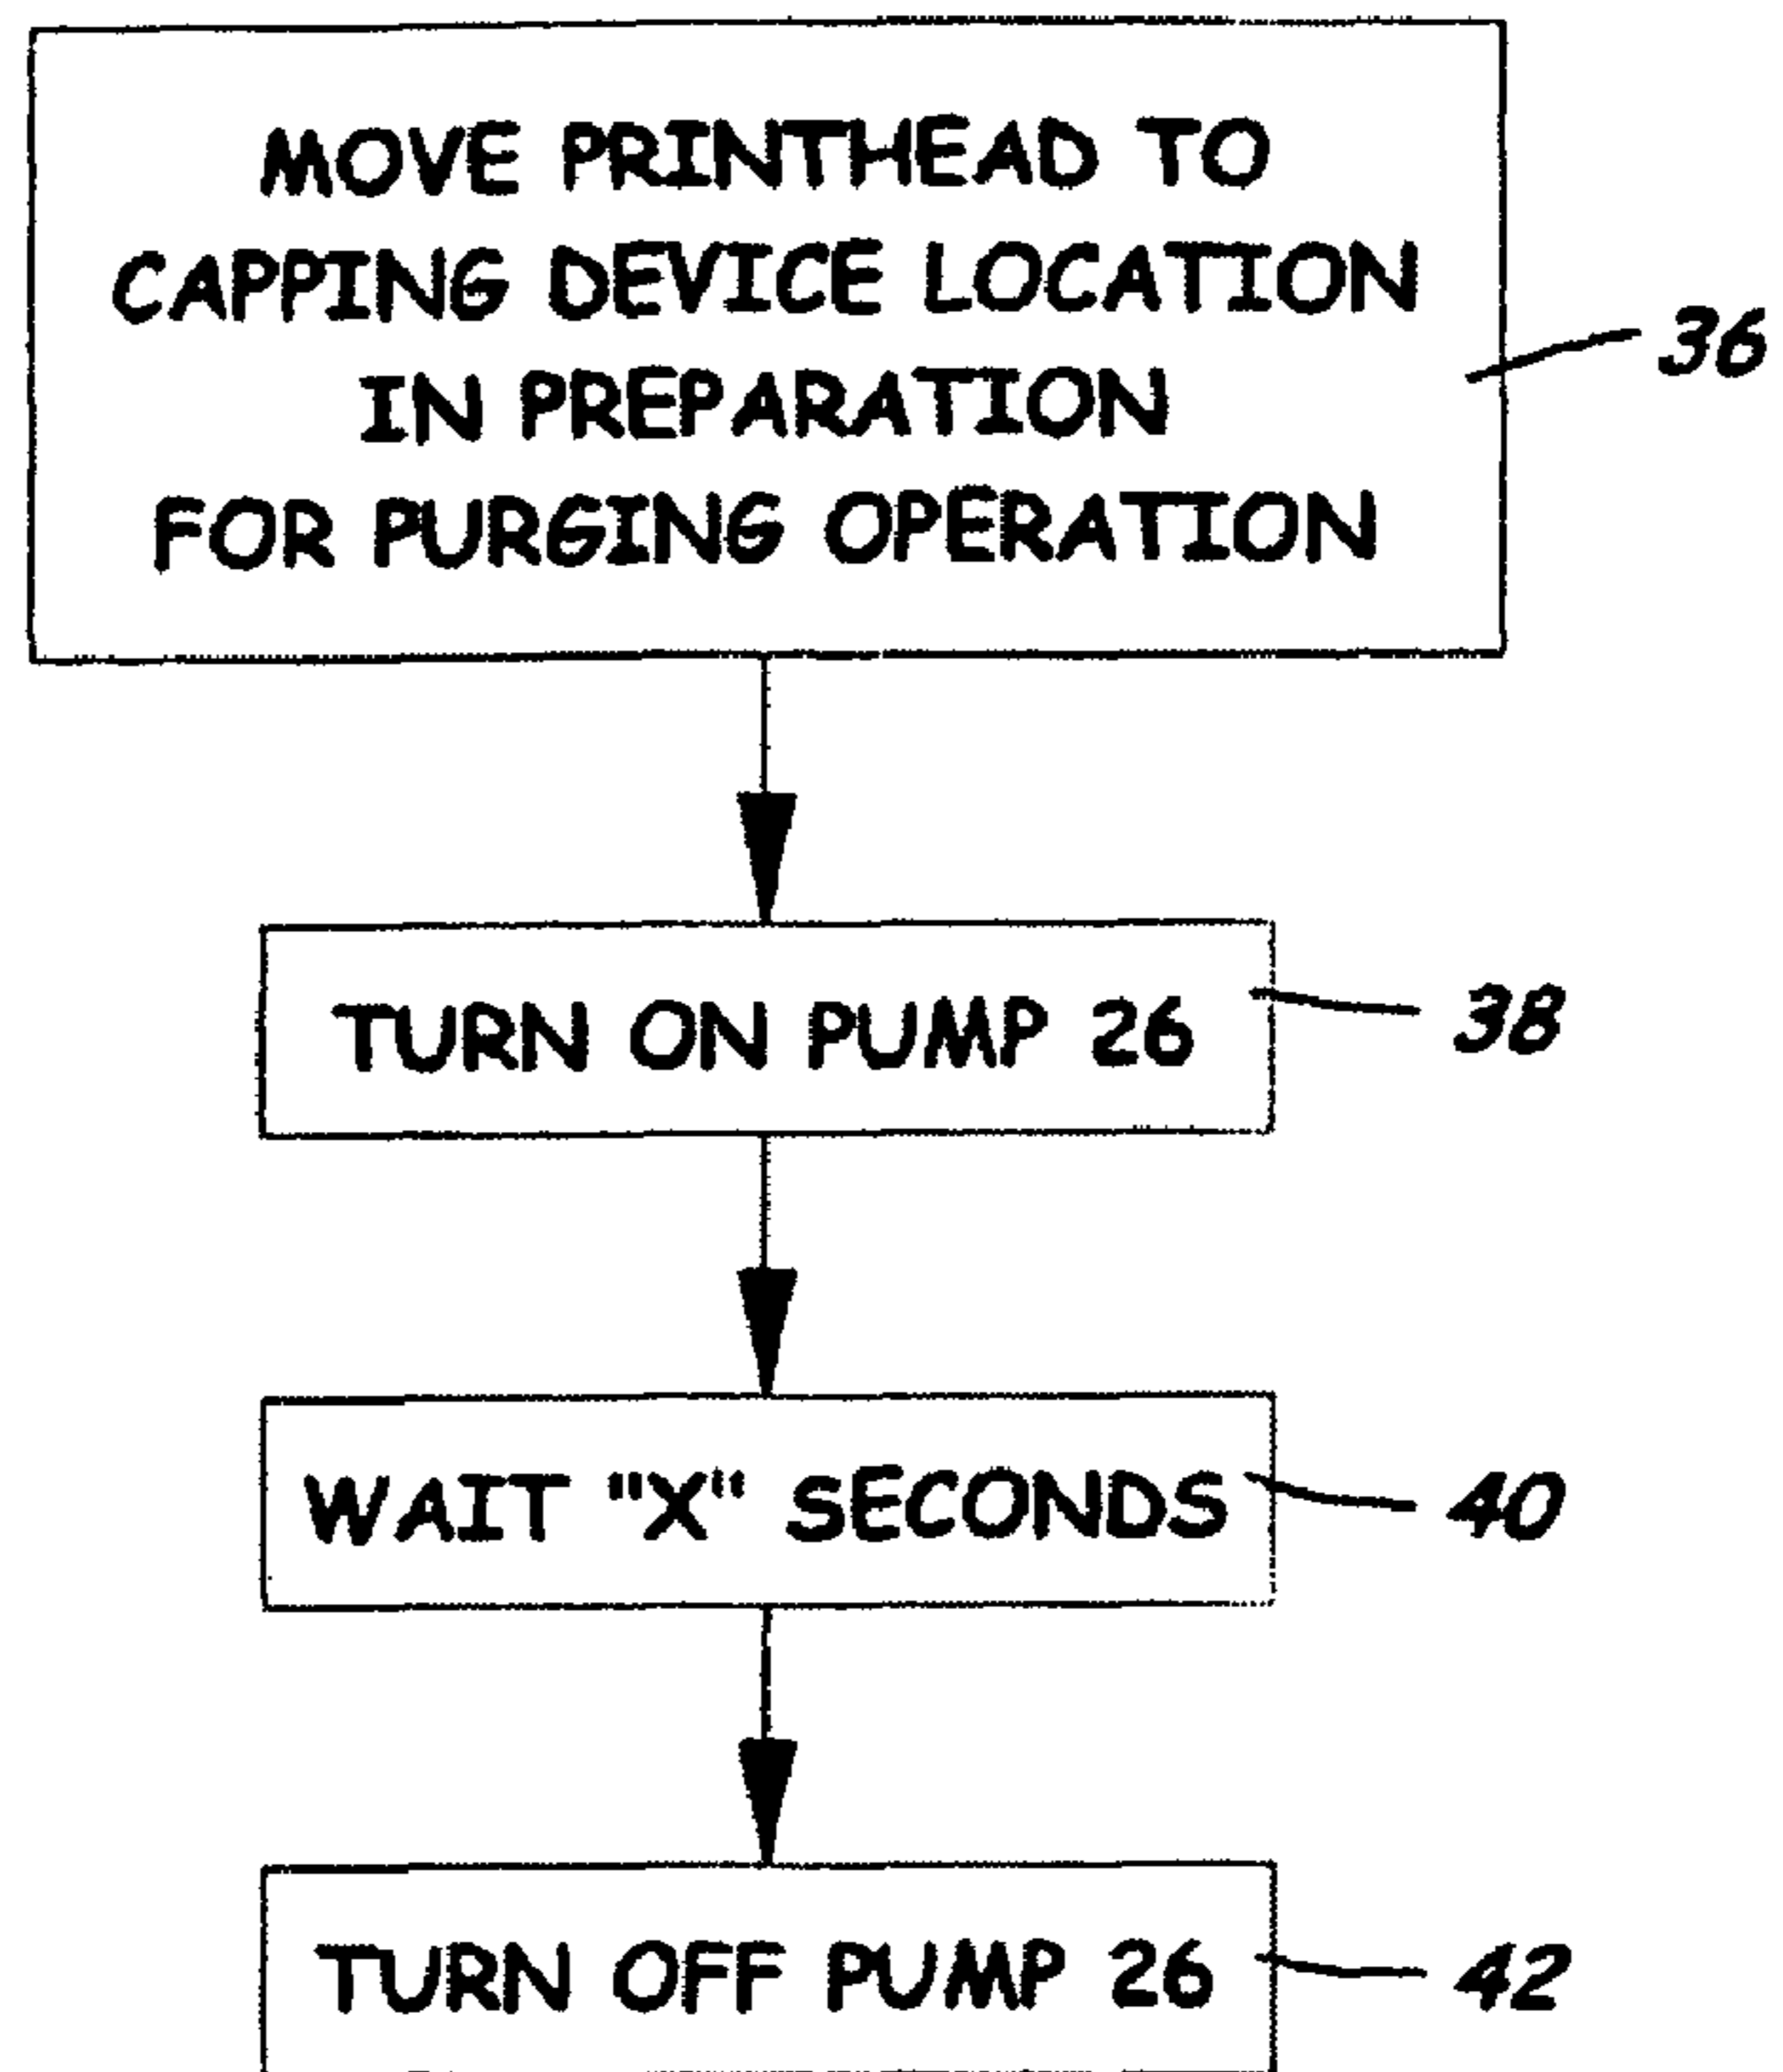 MOVE PRINTHEAD TO
CAPPING DEVICE LOCATION
IN PREPARATION
FOR PURGING OPERATION
36
TURN ON PUMP 26
38
WAIT "X" SECONDS
40
TURN OFF PUMP 26
42